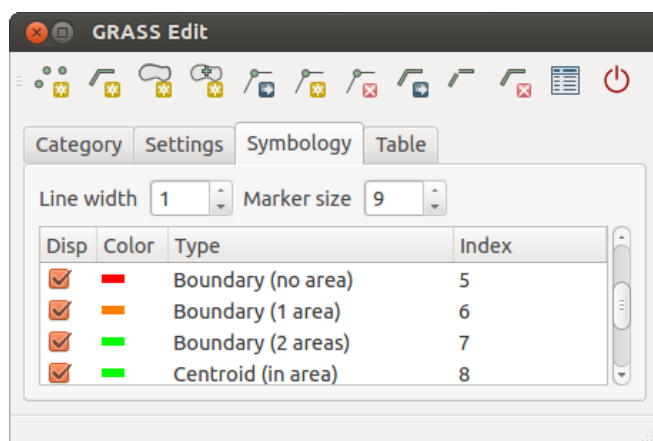 GRASS Edit
Category Settings Symbology Table
Line width 1 Marker size 9
Disp Color Type Index
Boundary (no area) 5
Boundary (1 area) 6
Boundary (2 areas) 7
Centroid (in area) 8